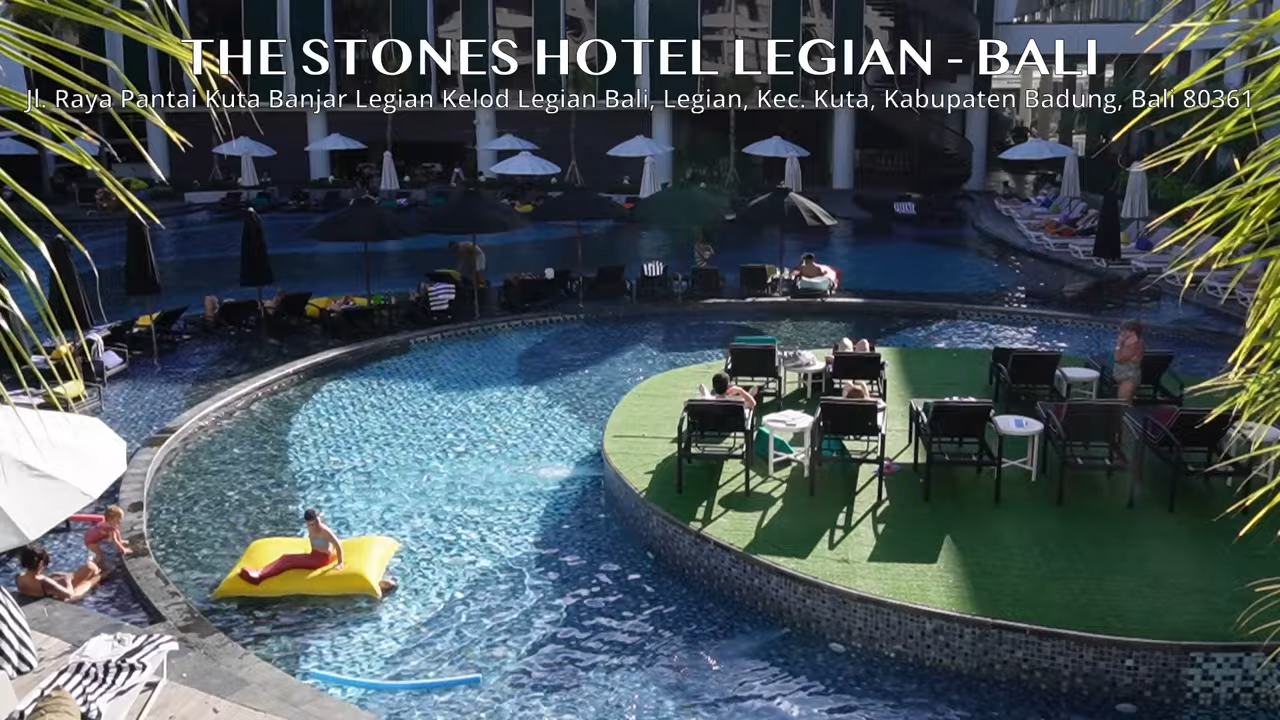 THE STONES HOTEL LEGIAN - BALI
Jl. Raya Pantai Kuta Banjar Legian Kelod Legian Bali, Legian, Kec. Kuta, Kabupaten Badung, Bali 80361